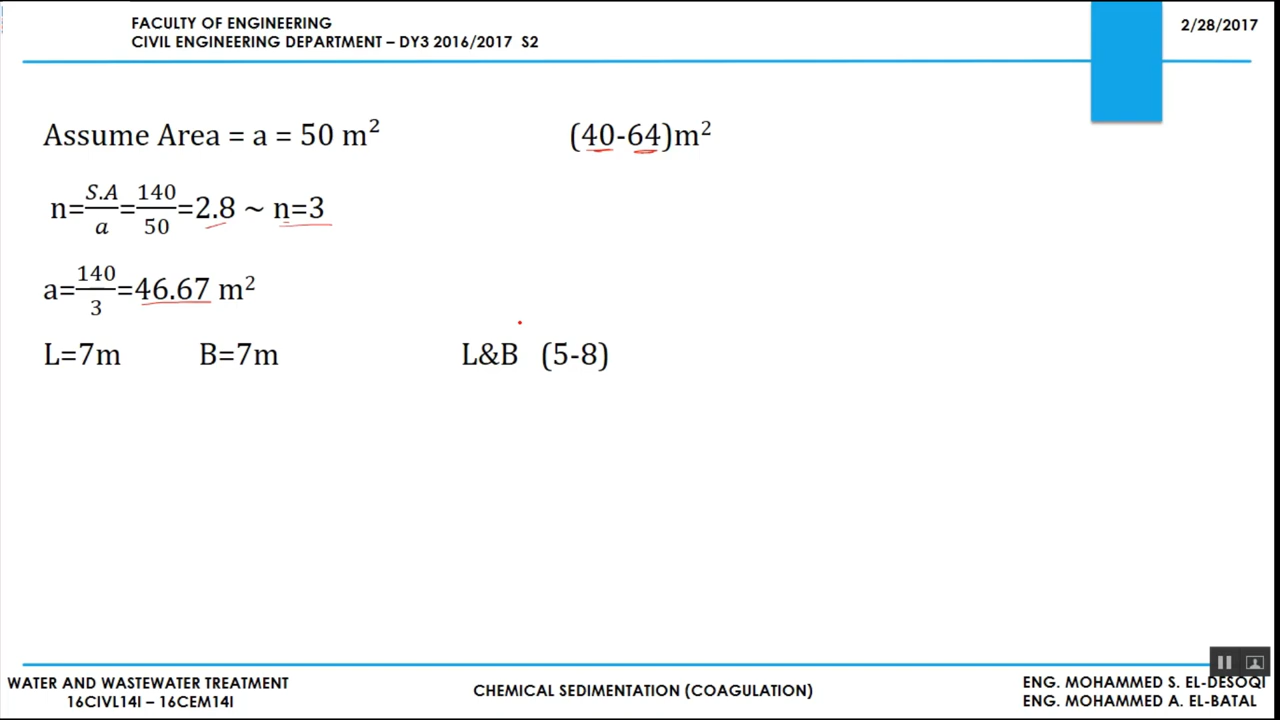 FACULTY OF ENGINEERING
CIVIL ENGINEERING DEPARTMENT – DY3 2016/2017 S2
2/28/2017
Assume Area = a = 50 m² (40-64)m²
n=S.A/a=140/50=2.8 ~ n=3
a=140/3=46.67 m²
L=7m B=7m L&B (5-8)
WATER AND WASTEWATER TREATMENT
16CIVL14I – 16CEM14I
CHEMICAL SEDIMENTATION (COAGULATION)
ENG. MOHAMMED S. EL-DESOQI
ENG. MOHAMMED A. EL-BATAL